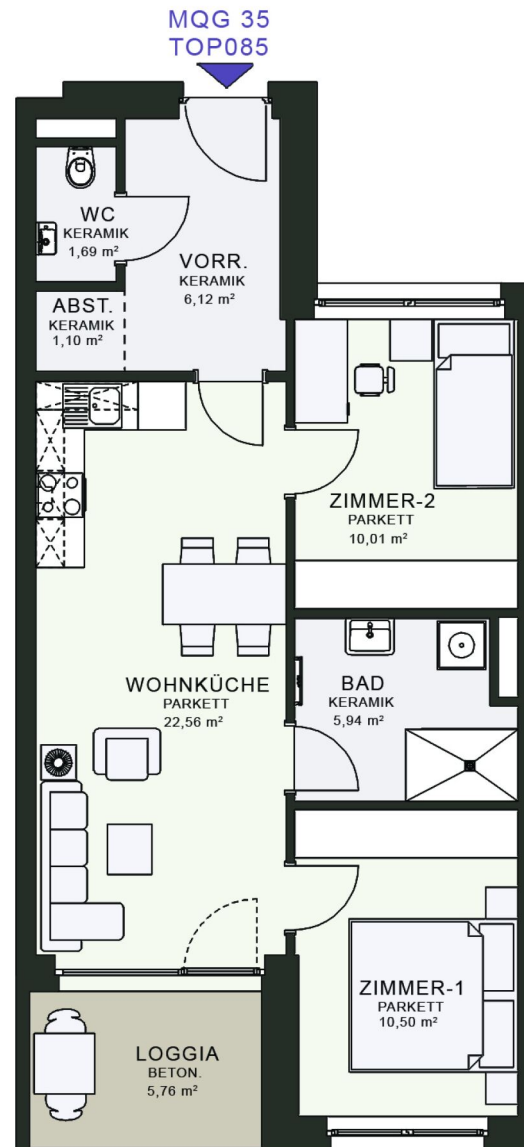 MQG 35
TOP085
WC
KERAMIK
1,69 m²
VORR.
KERAMIK
6,12 m²
ABST.
KERAMIK
1,10 m²
ZIMMER-2
PARKETT
10,01 m²
WOHNKÜCHE
PARKETT
22,56 m²
BAD
KERAMIK
5,94 m²
ZIMMER-1
PARKETT
10,50 m²
LOGGIA
BETON.
5,76 m²